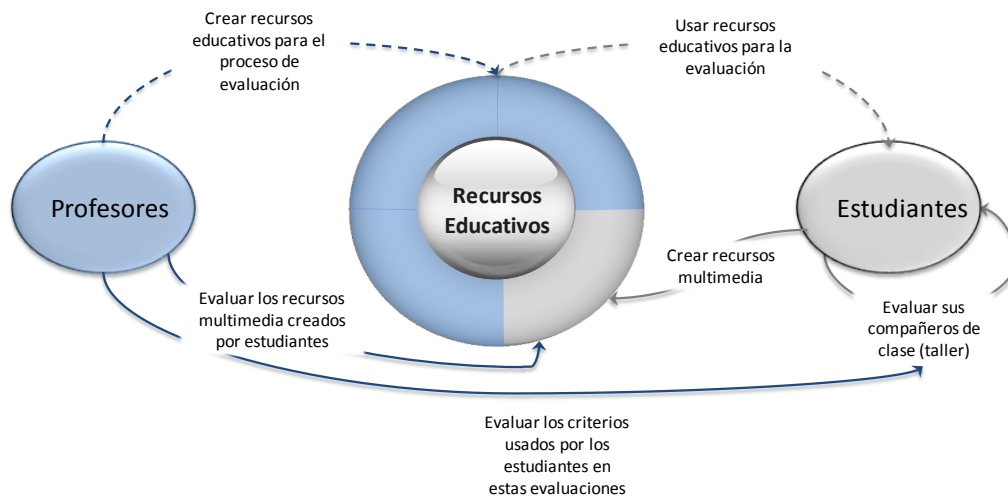 Crear recursos
educativos para el
proceso de
evaluación
Usar recursos
educativos para la
evaluación
Profesores
Recursos
Educativos
Estudiantes
Crear recursos
multimedia
Evaluar los recursos
multimedia creados
por estudiantes
Evaluar sus
compañeros de
clase (taller)
Evaluar los criterios
usados por los
estudiantes en
estas evaluaciones